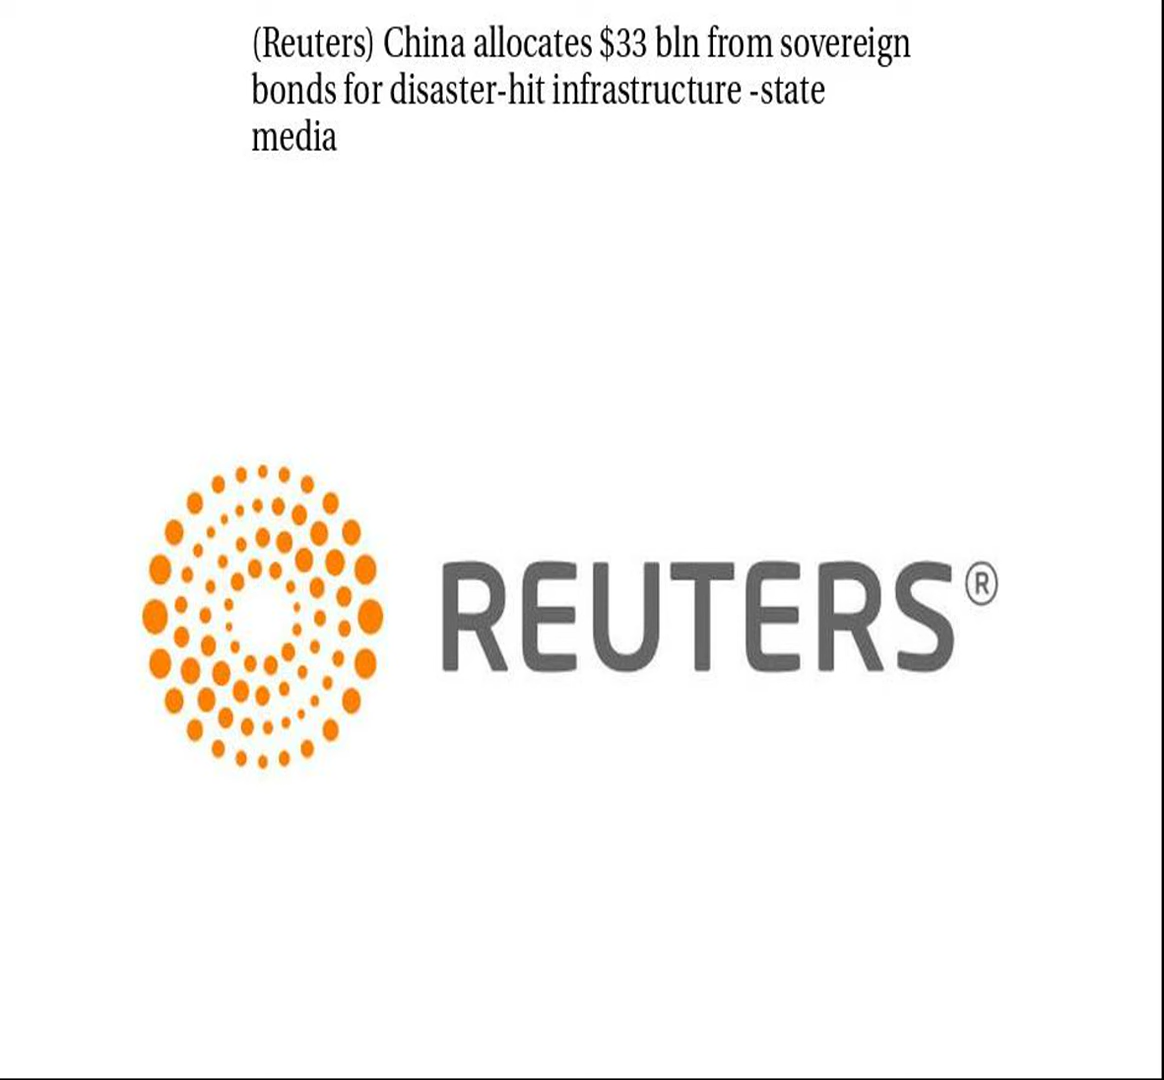 (Reuters) China allocates $33 bln from sovereign
bonds for disaster-hit infrastructure -state
media
REUTERS®